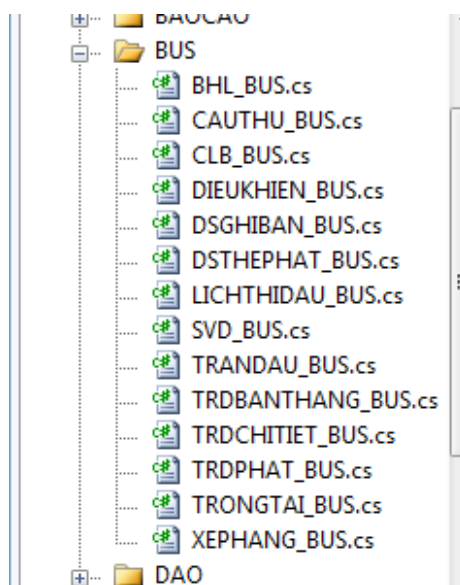 BAOCAO
BUS
BHL_BUS.cs
CAUTHU_BUS.cs
CLB_BUS.cs
DIEUKHIEN_BUS.cs
DSGHIBAN_BUS.cs
DSTHEPHAT_BUS.cs
LICHTHIDAU_BUS.cs
SVD_BUS.cs
TRANDAU_BUS.cs
TRDBANTHANG_BUS.cs
TRDCHITIET_BUS.cs
TRDPHAT_BUS.cs
TRONGTAI_BUS.cs
XEPHANG_BUS.cs
DAO